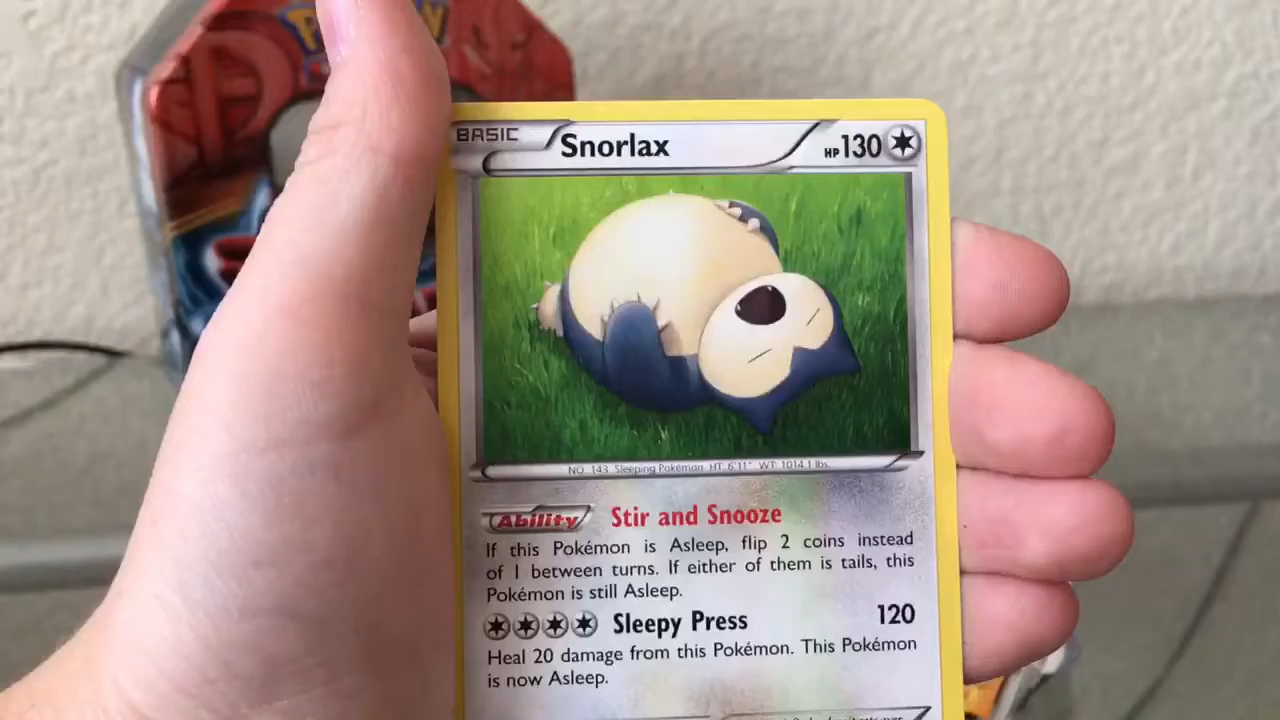 BASIC Snorlax HP130
NO. 143 Sleeping Pokémon HT: 6'11" WT: 1014.1 lbs.
Ability Stir and Snooze
If this Pokémon is Asleep, flip 2 coins instead
of 1 between turns. If either of them is tails, this
Pokémon is still Asleep.
Sleepy Press 120
Heal 20 damage from this Pokémon. This Pokémon
is now Asleep.